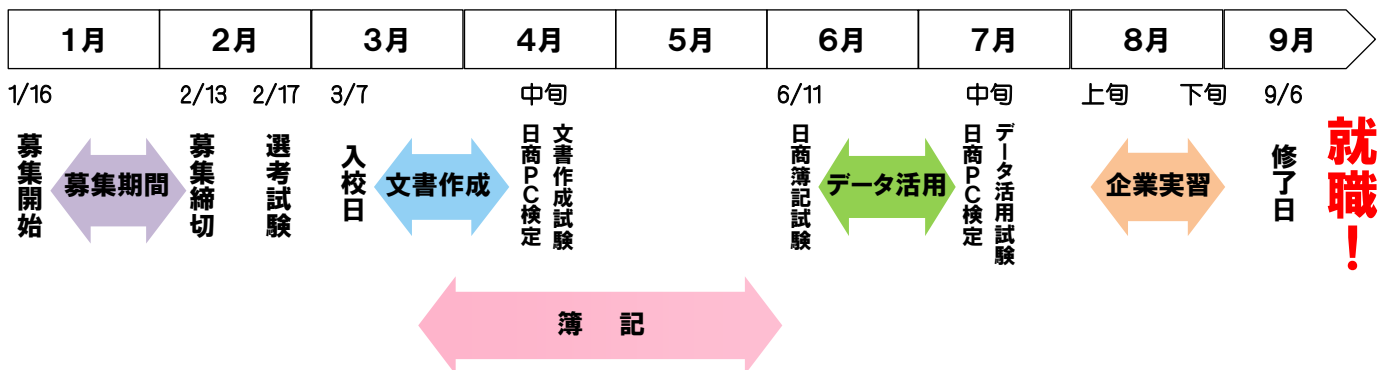 1月 2月 3月 4月 5月 6月 7月 8月 9月
1/16 2/13 2/17 3/7 中旬 6/11 中旬 上旬 下旬 9/6
募集開始
募集期間
募集締切
選考試験
入校日
文書作成
文書作成試験
日商PC検定
日商簿記試験
データ活用
データ活用試験
日商PC検定
企業実習
修了日
就職!
簿 記